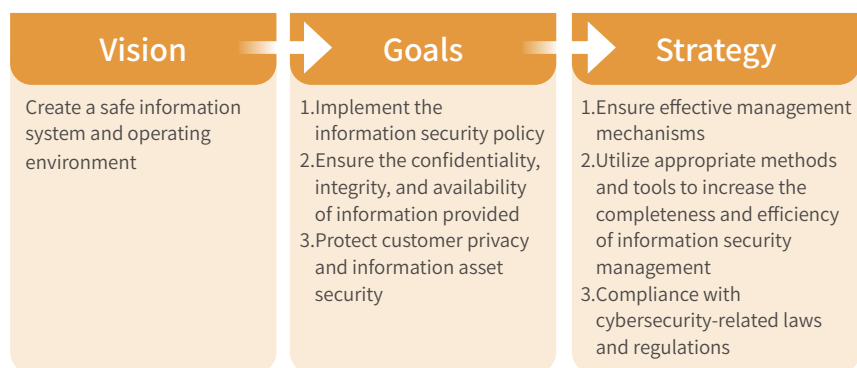 Vision
Create a safe information
system and operating
environment
Goals
1.Implement the
information security policy
2.Ensure the confidentiality,
integrity, and availability
of information provided
3.Protect customer privacy
and information asset
security
Strategy
1.Ensure effective management
mechanisms
2.Utilize appropriate methods
and tools to increase the
completeness and efficiency
of information security
management
3.Compliance with
cybersecurity-related laws
and regulations